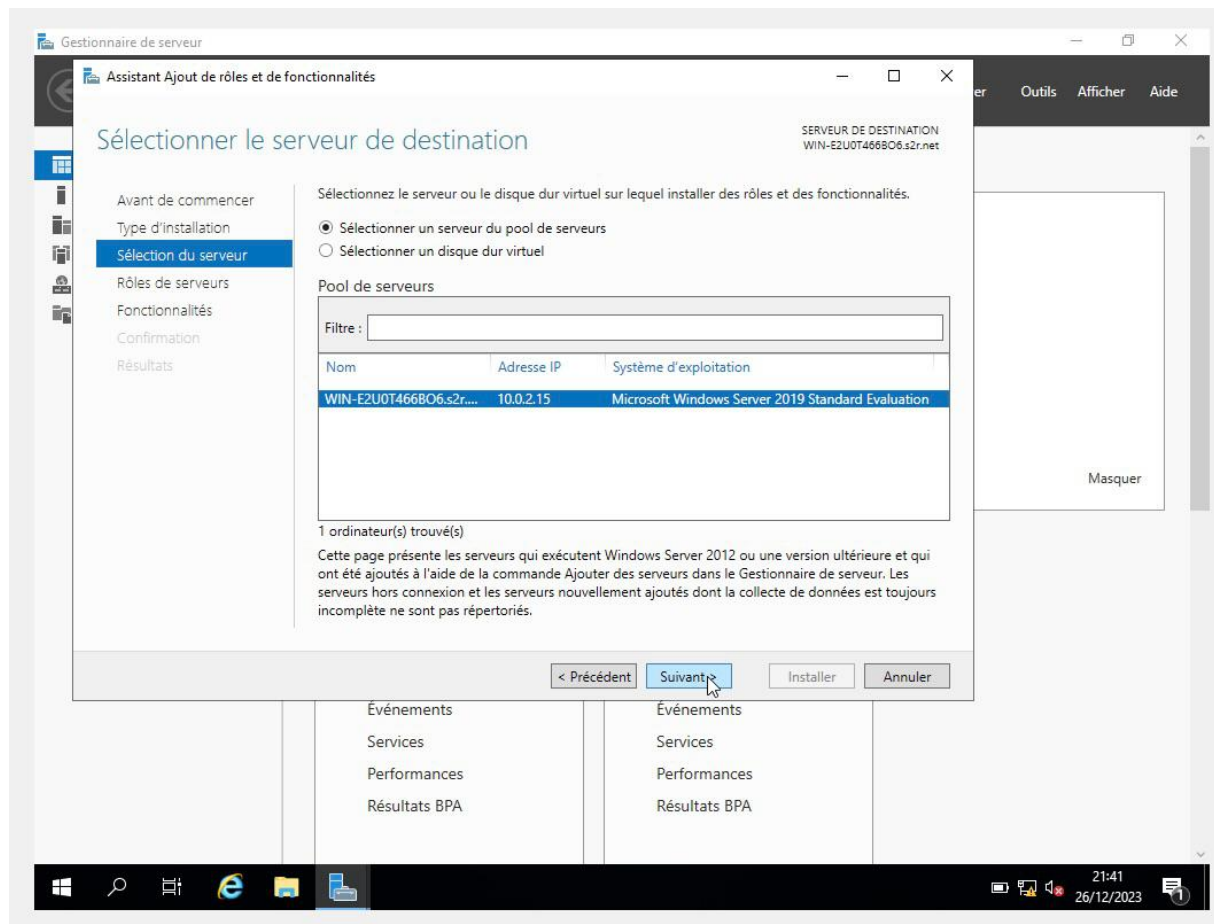 Gestionnaire de serveur
Assistant Ajout de rôles et de fonctionnalités
er Outils Afficher Aide
Sélectionner le serveur de destination
SERVEUR DE DESTINATION
WIN-E2U0T466BO6.s2r.net
Avant de commencer
Type d'installation
Sélection du serveur
Rôles de serveurs
Fonctionnalités
Confirmation
Résultats
Sélectionnez le serveur ou le disque dur virtuel sur lequel installer des rôles et des fonctionnalités.
Sélectionner un serveur du pool de serveurs
Sélectionner un disque dur virtuel
Pool de serveurs
Filtre :
Nom Adresse IP Système d'exploitation
WIN-E2U0T466BO6.s2r.... 10.0.2.15 Microsoft Windows Server 2019 Standard Evaluation
1 ordinateur(s) trouvé(s)
Cette page présente les serveurs qui exécutent Windows Server 2012 ou une version ultérieure et qui
ont été ajoutés à l'aide de la commande Ajouter des serveurs dans le Gestionnaire de serveur. Les
serveurs hors connexion et les serveurs nouvellement ajoutés dont la collecte de données est toujours
incomplète ne sont pas répertoriés.
Masquer
< Précédent Suivant > Installer Annuler
Événements Événements
Services Services
Performances Performances
Résultats BPA Résultats BPA
21:41
26/12/2023
1